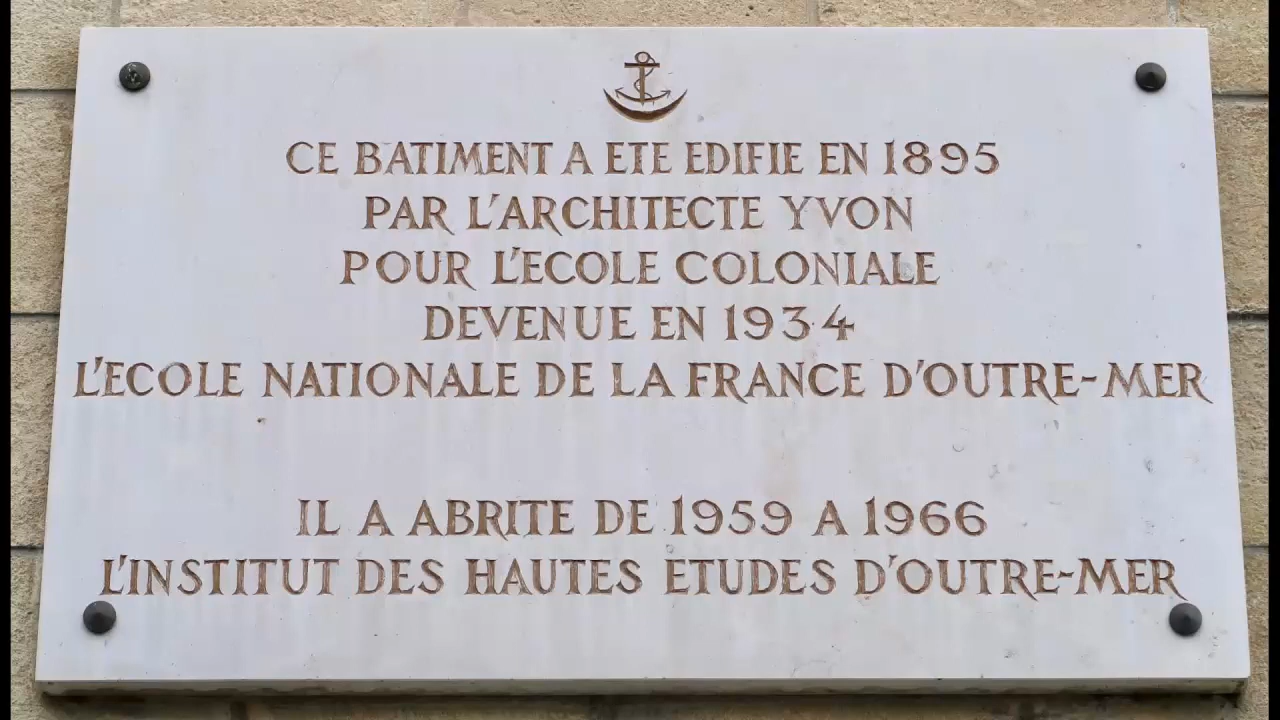 CE BATIMENT A ETE EDIFIE EN 1895
PAR L'ARCHITECTE YVON
POUR L'ECOLE COLONIALE
DEVENUE EN 1934
L'ECOLE NATIONALE DE LA FRANCE D'OUTRE-MER
IL A ABRITE DE 1959 A 1966
L'INSTITUT DES HAUTES ETUDES D'OUTRE-MER